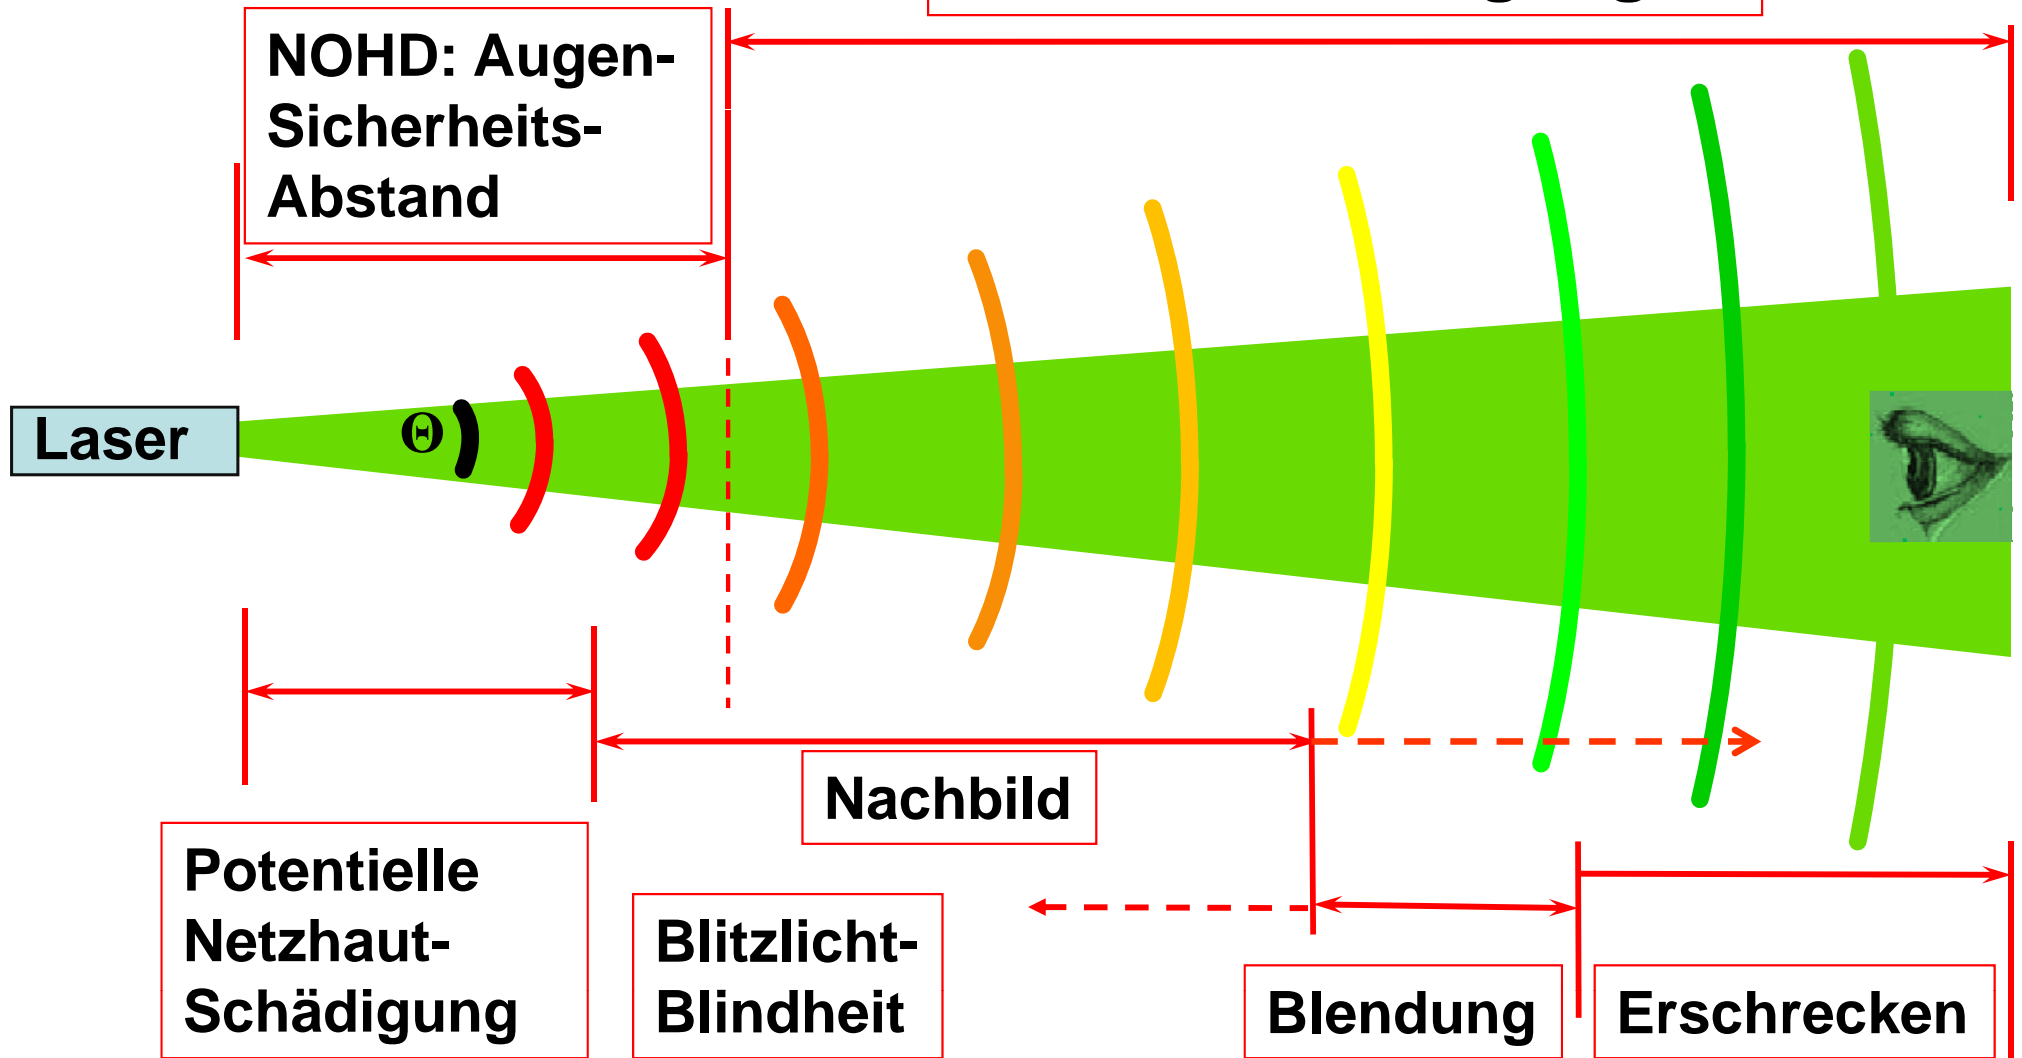 NOHD: Augen-
Sicherheits-
Abstand
Laser
Θ
Nachbild
Potentielle
Netzhaut-
Schädigung
Blitzlicht-
Blindheit
Blendung
Erschrecken